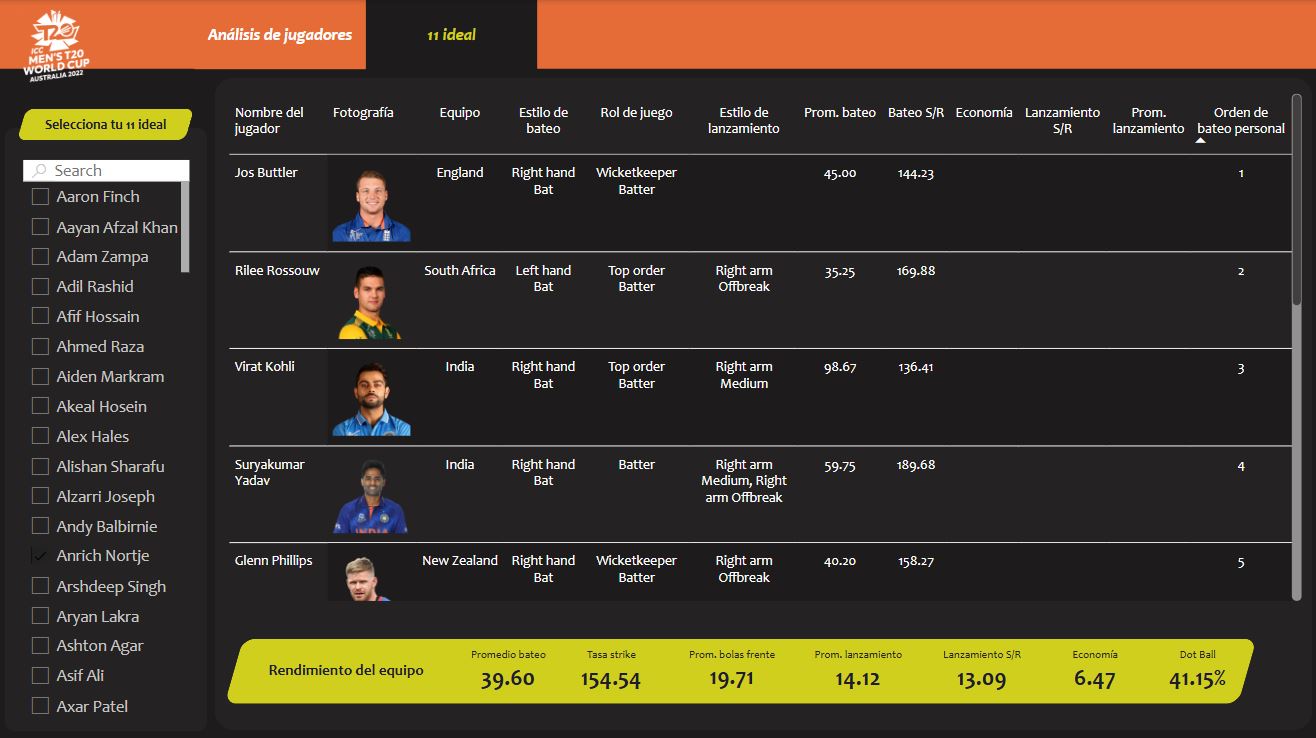 T20
ICC
MEN'S T20
WORLD CUP
AUSTRALIA 2022
Análisis de jugadores
11 ideal
Selecciona tu 11 ideal
Search
Aaron Finch
Aayan Afzal Khan
Adam Zampa
Adil Rashid
Afif Hossain
Ahmed Raza
Aiden Markram
Akeal Hosein
Alex Hales
Alishan Sharafu
Alzarri Joseph
Andy Balbirnie
Anrich Nortje
Arshdeep Singh
Aryan Lakra
Ashton Agar
Asif Ali
Axar Patel
Nombre del Fotografía Equipo Estilo de Rol de juego Estilo de Prom. bateo Bateo S/R Economía Lanzamiento Prom. Orden de
jugador bateo lanzamiento S/R lanzamiento bateo personal
Jos Buttler England Right hand Wicketkeeper 45.00 144.23 1
Bat Batter
Rilee Rossouw South Africa Left hand Top order Right arm 35.25 169.88 2
Bat Batter Offbreak
Virat Kohli India Right hand Top order Right arm 98.67 136.41 3
Bat Batter Medium
Suryakumar India Right hand Batter Right arm 59.75 189.68 4
Yadav Bat Medium, Right
arm Offbreak
INDIA
Glenn Phillips New Zealand Right hand Wicketkeeper Right arm 40.20 158.27 5
Bat Batter Offbreak
Rendimiento del equipo
Promedio bateo Tasa strike Prom. bolas frente Prom. lanzamiento Lanzamiento S/R Economía Dot Ball
39.60 154.54 19.71 14.12 13.09 6.47 41.15%